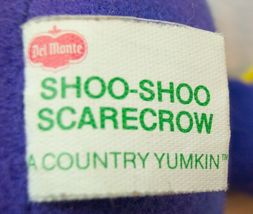 Del Monte
SHOO-SHOO
SCARECROW
A COUNTRY YUMKIN™